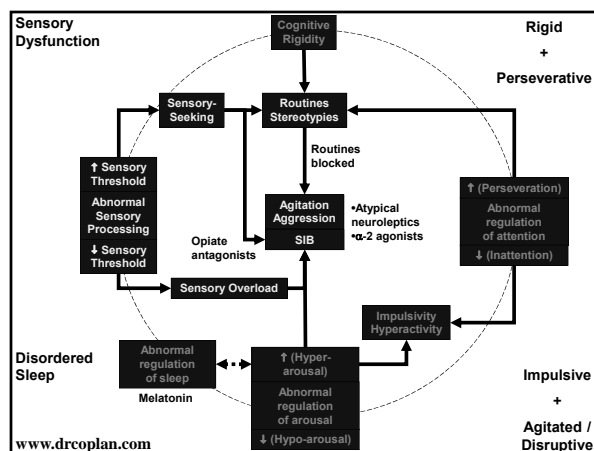 Sensory
Dysfunction
Cognitive
Rigidity
Rigid
+
Perseverative
Sensory-
Seeking
Routines
Stereotypies
Routines
blocked
↑ Sensory
Threshold
Abnormal
Sensory
Processing
↓ Sensory
Threshold
Agitation
Aggression
SIB
•Atypical
neuroleptics
•α-2 agonists
↑ (Perseveration)
Abnormal
regulation
of attention
↓ (Inattention)
Opiate
antagonists
Sensory Overload
Impulsivity
Hyperactivity
Disordered
Sleep
Abnormal
regulation
of sleep
Melatonin
↑ (Hyper-
arousal)
Abnormal
regulation
of arousal
↓ (Hypo-arousal)
Impulsive
+
Agitated /
Disruptive
www.drcoplan.com